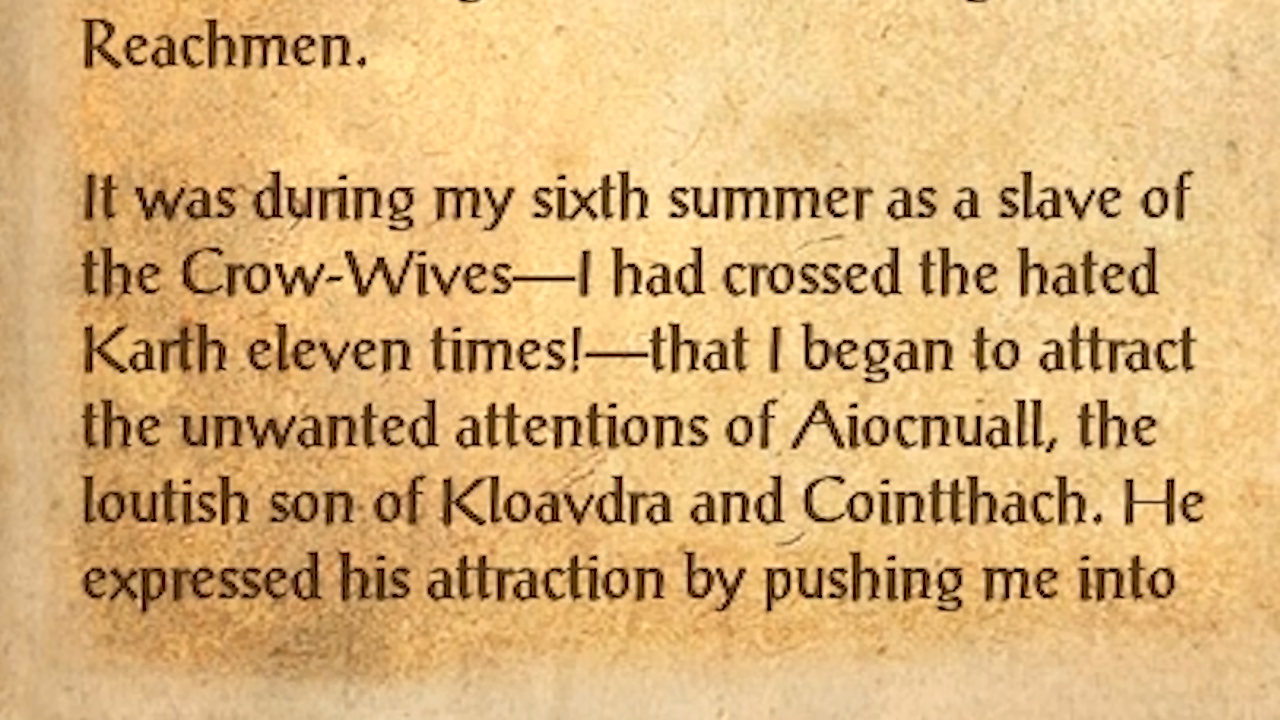 Reachmen.
It was during my sixth summer as a slave of
the Crow-Wives—I had crossed the hated
Karth eleven times!—that I began to attract
the unwanted attentions of Aiocnuall, the
loutish son of Kloavdra and Cointthach. He
expressed his attraction by pushing me into